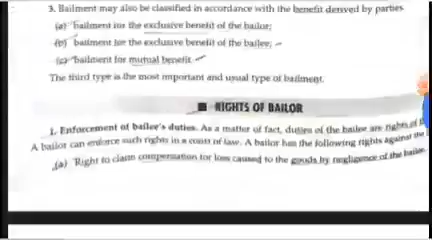 3. Bailment may also be classified in accordance with the benefit derived by parties
(a) bailment for the exclusive benefit of the bailor;
(b) bailment for the exclusive benefit of the bailee;
(c) bailment for mutual benefit
The third type is the most important and usual type of bailment.
■ RIGHTS OF BAILOR
1. Enforcement of bailee's duties. As a matter of fact, duties of the bailee are rights of
A bailor can enforce such rights in a court of law. A bailor has the following rights against the
(a) Right to claim compensation for loss caused to the goods by negligence of the bailee.